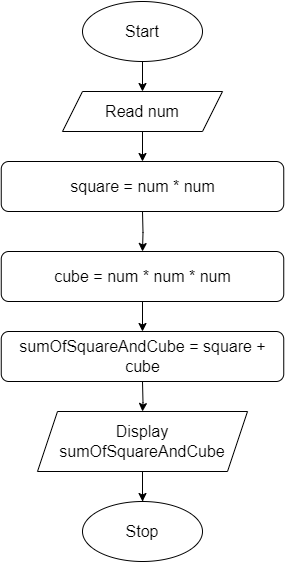 Start
Read num
square = num * num
cube = num * num * num
sumOfSquareAndCube = square +
cube
Display
sumOfSquareAndCube
Stop